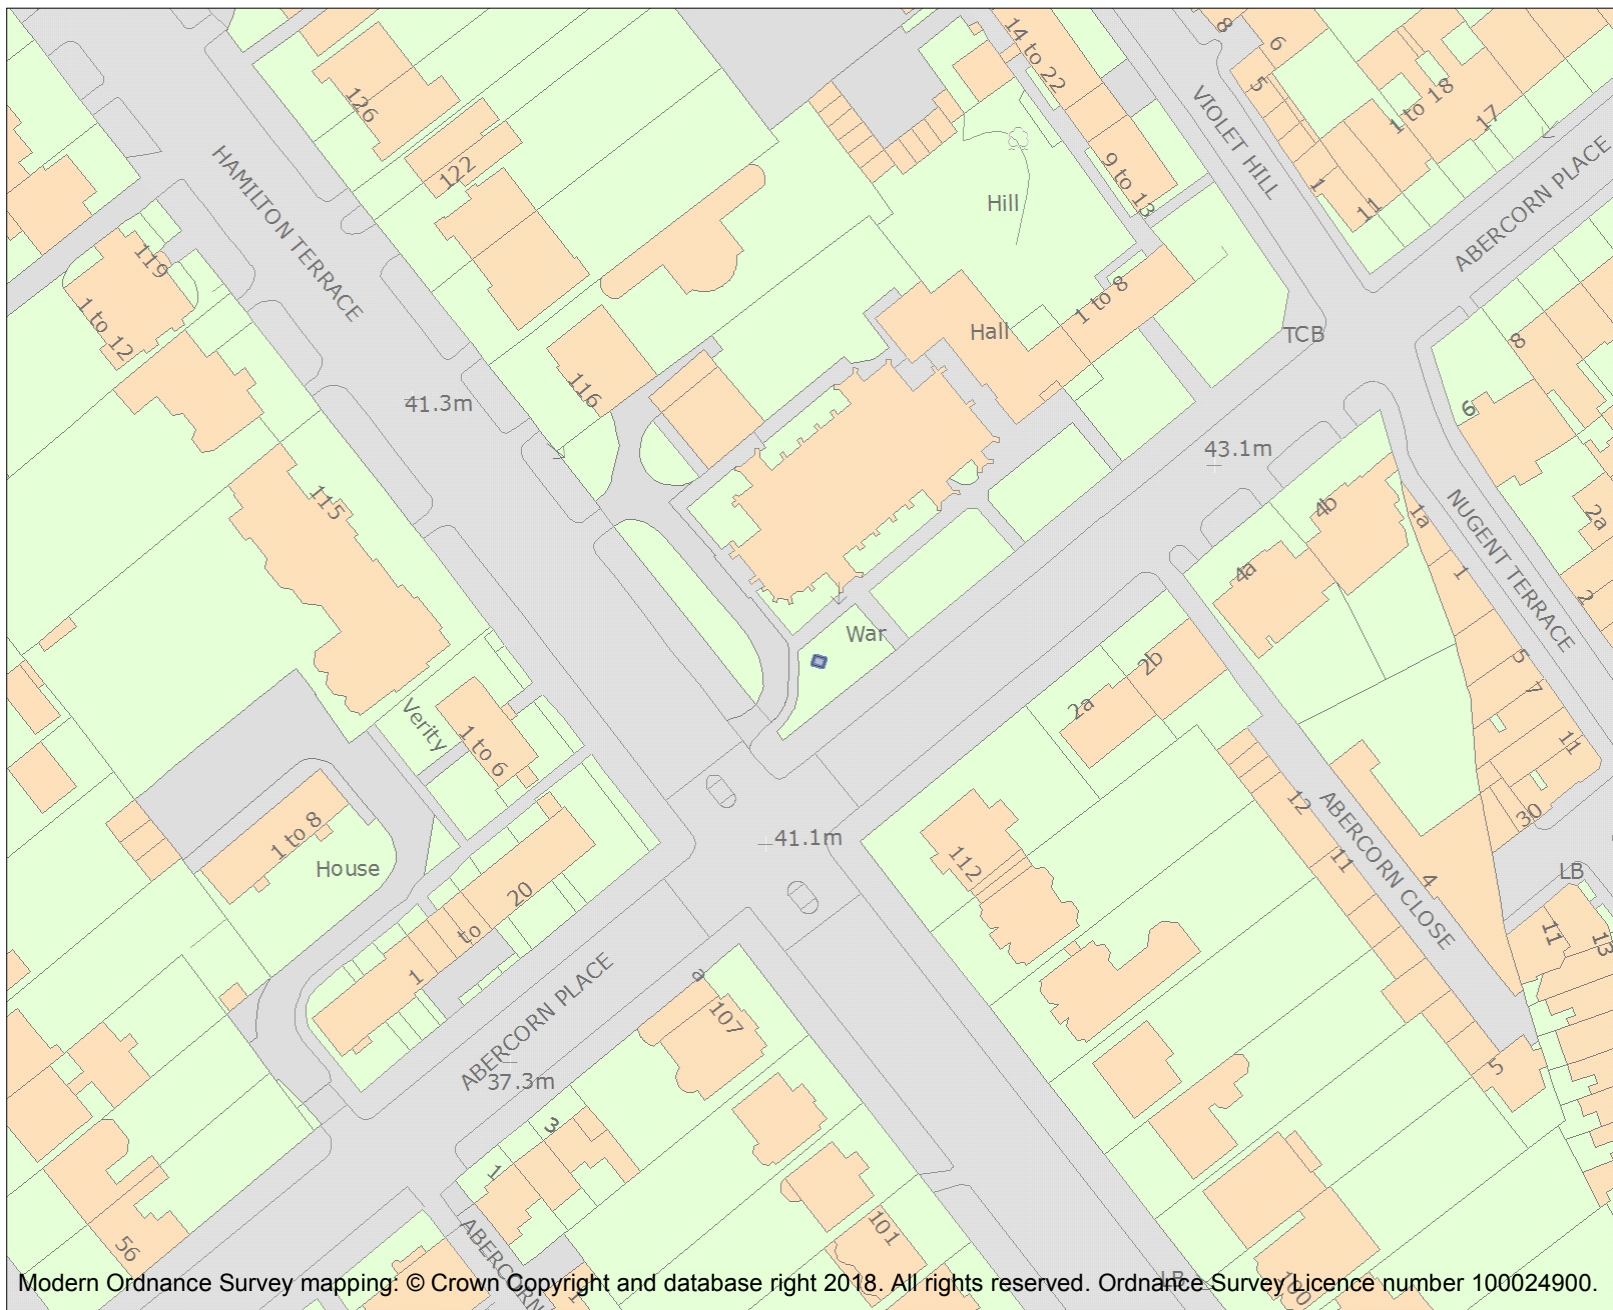 14 to 22
8
6
5
1 to 18
17
126
VIOLET HILL
122
9 to 13
HAMILTON TERRACE
Hill
1
11
ABERCORN PLACE
119
1 to 12
1 to 8
Hall
TCB
8
116
41.3m
6
43.1m
115
4b
1a
2a
NUGENT TERRACE
4a
1
2
War
5
2b
7
2a
Verity
1 to 6
11
12
30
ABERCORN CLOSE
1 to 8
41.1m
House
112
11
LB
4
20
to
11
13
1
a
107
ABERCORN PLACE
37.3m
5
3
1
56
101
ABERCORN
LB
1
100
Modern Ordnance Survey mapping: © Crown Copyright and database right 2018. All rights reserved. Ordnance Survey Licence number 100024900.